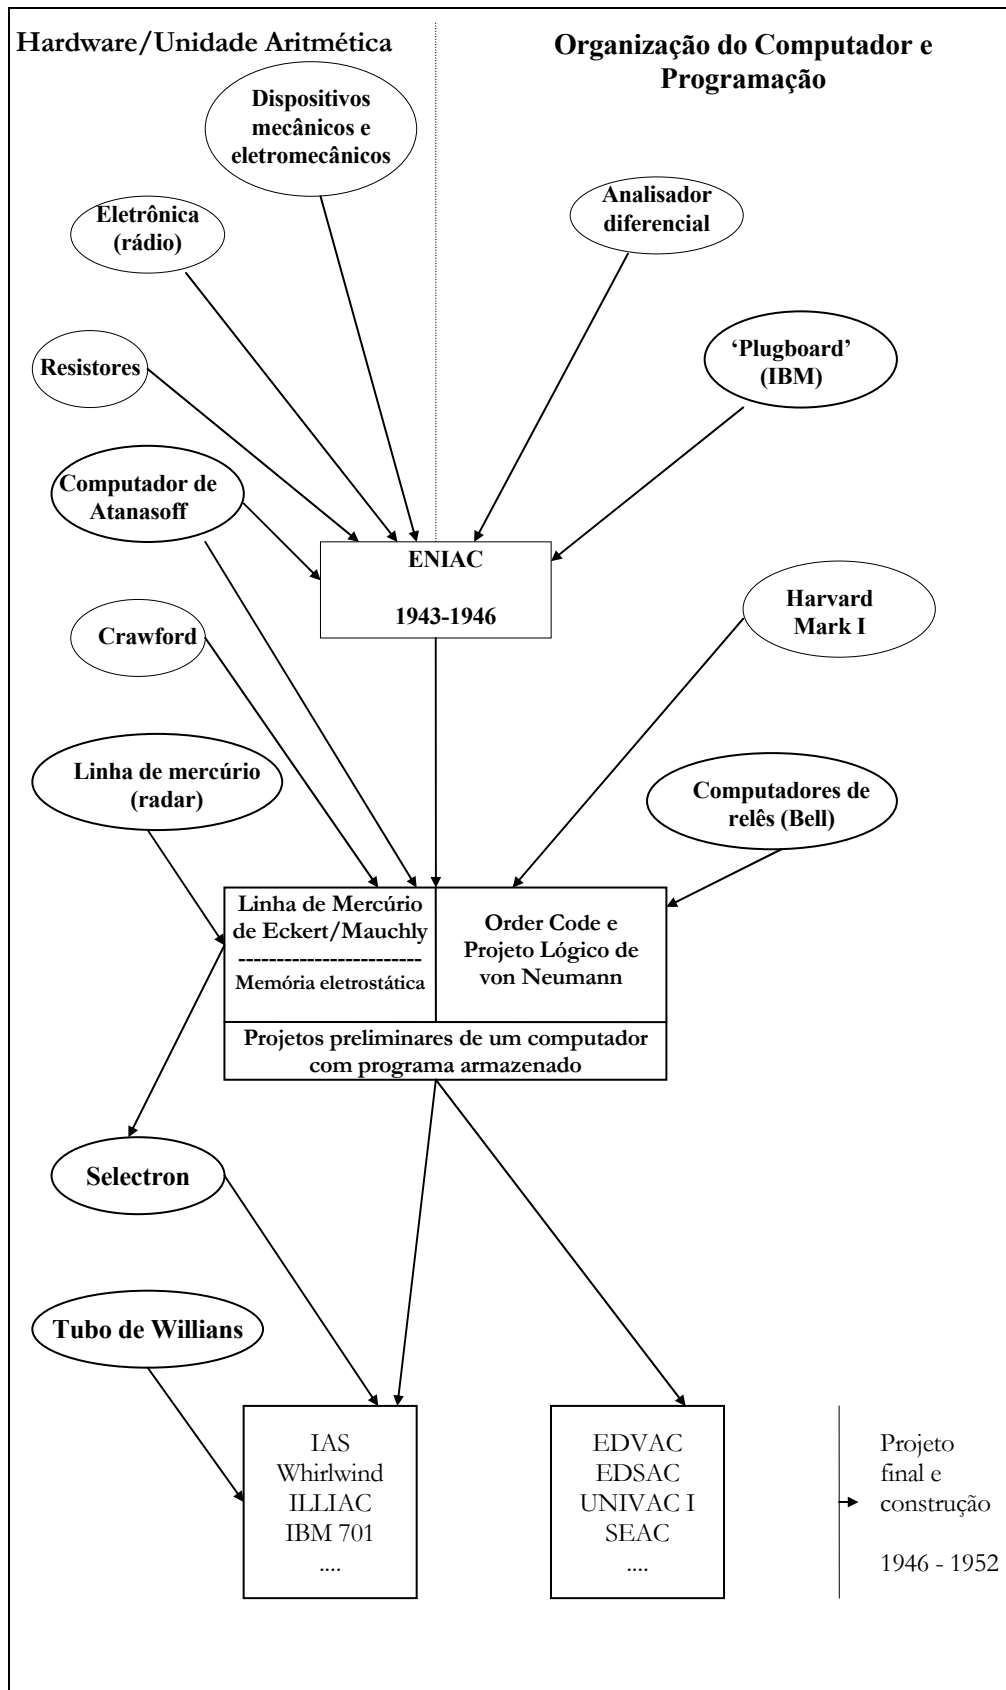 Hardware/Unidade Aritmética
Organização do Computador e
Programação
Dispositivos
mecânicos e
eletromecânicos
Eletrônica
(rádio)
Analisador
diferencial
Resistores
‘Plugboard’
(IBM)
Computador de
Atanasoff
ENIAC
1943-1946
Harvard
Mark I
Crawford
Linha de mercúrio
(radar)
Computadores de
relês (Bell)
Linha de Mercúrio
de Eckert/Mauchly
------------------------
Memória eletrostática
Order Code e
Projeto Lógico de
von Neumann
Projetos preliminares de um computador
com programa armazenado
Selectron
Tubo de Willians
IAS
Whirlwind
ILLIAC
IBM 701
....
EDVAC
EDSAC
UNIVAC I
SEAC
....
Projeto
final e
construção
1946 - 1952